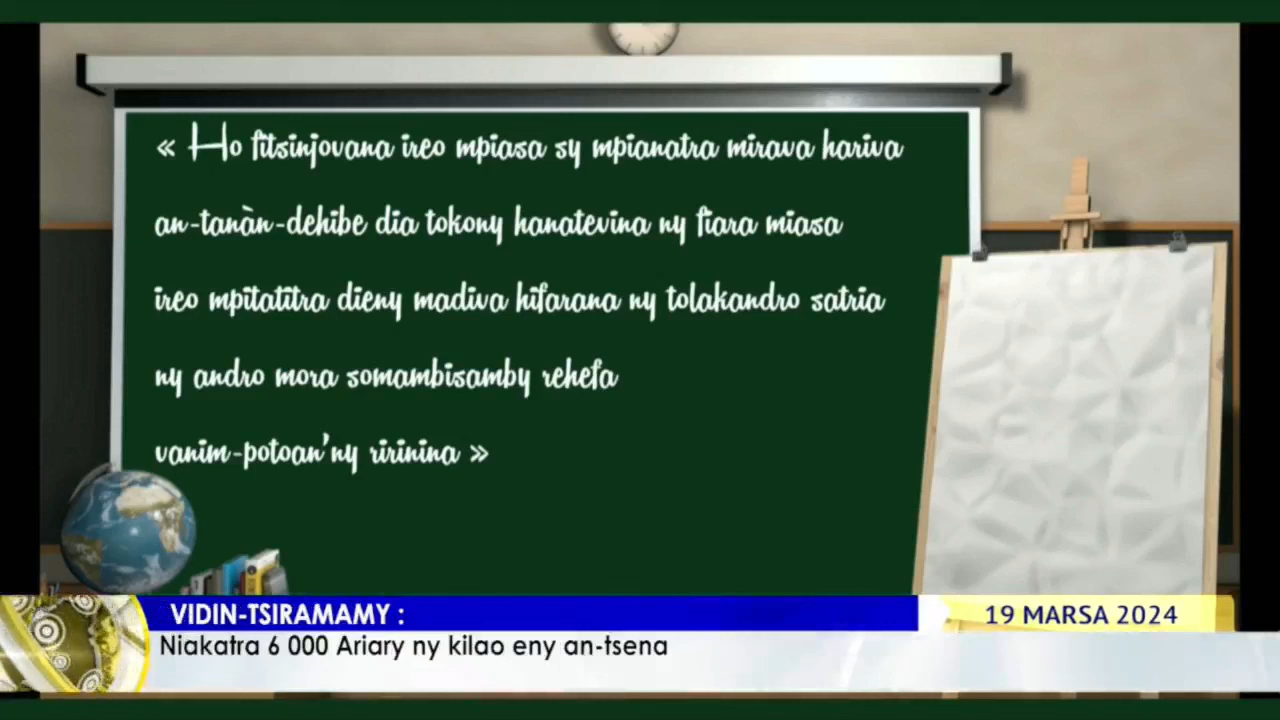 « Ho fitsinjovana ireo mpiasa sy mpianatra mirava hariva
an-tanàn-dehibe dia tokony hanatevina ny fiara miasa
ireo mpitatitra dieny madiva hifarana ny tolakandro satria
ny andro mora somambisamby rehefa
vanim-potoan'ny ririnina »
VIDIN-TSIRAMAMY :
19 MARSA 2024
Niakatra 6 000 Ariary ny kilao eny an-tsena